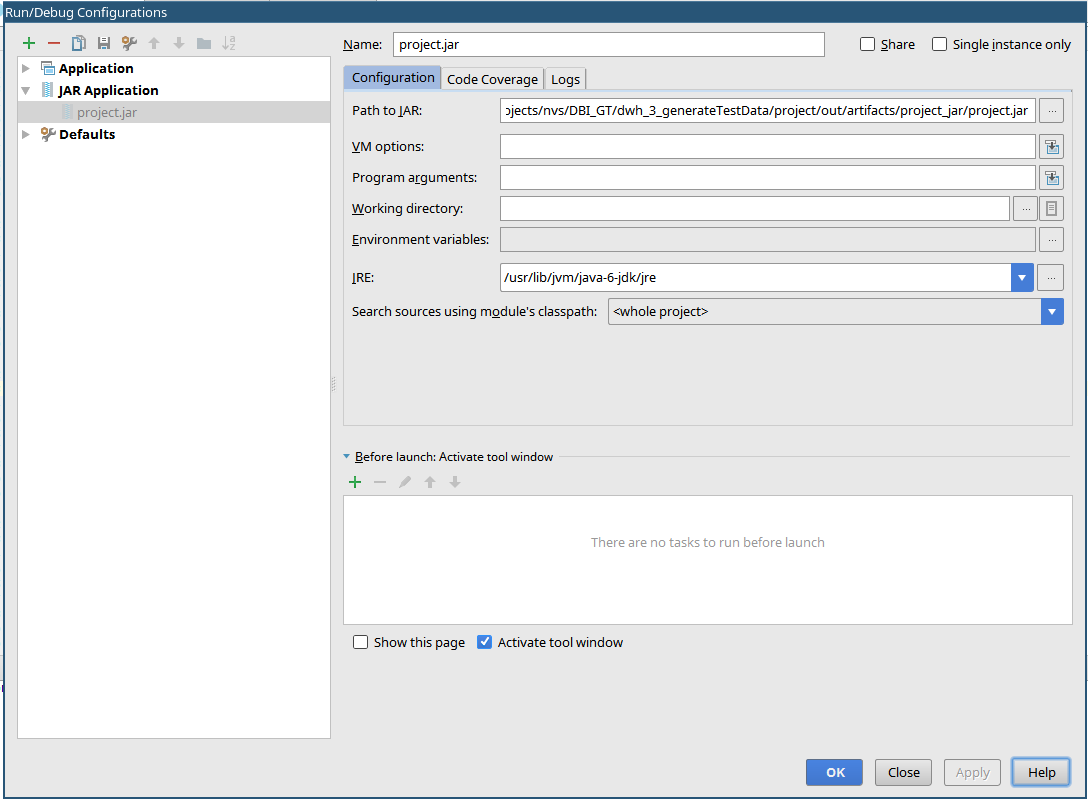 Run/Debug Configurations
Name: project.jar Share Single instance only
Application
JAR Application
project.jar
Defaults
Configuration Code Coverage Logs
Path to JAR: ojects/nvs/DBI_GT/dwh_3_generateTestData/project/out/artifacts/project_jar/project.jar ...
VM options:
Program arguments:
Working directory: ...
Environment variables: ...
JRE: /usr/lib/jvm/java-6-jdk/jre ...
Search sources using module's classpath: <whole project>
Before launch: Activate tool window
There are no tasks to run before launch
Show this page Activate tool window
OK Close Apply Help